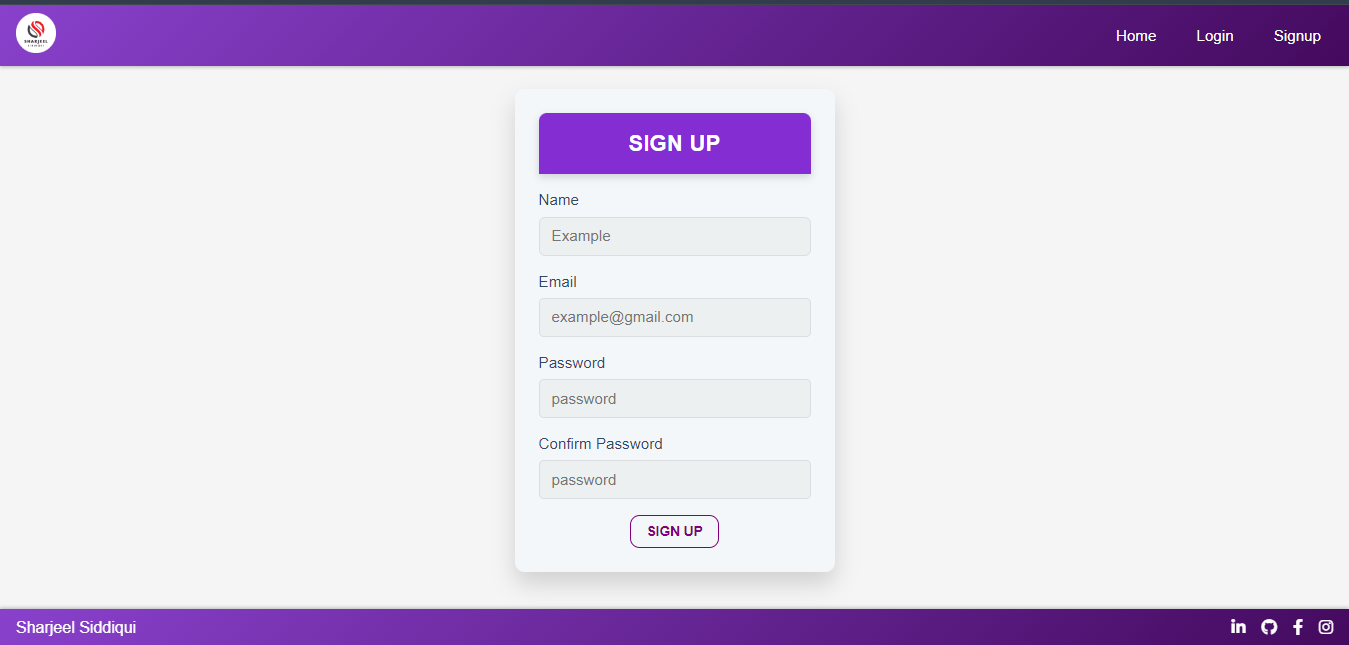 SHARJEEL
Home Login Signup
SIGN UP
Name
Example
Email
example@gmail.com
Password
password
Confirm Password
password
SIGN UP
Sharjeel Siddiqui